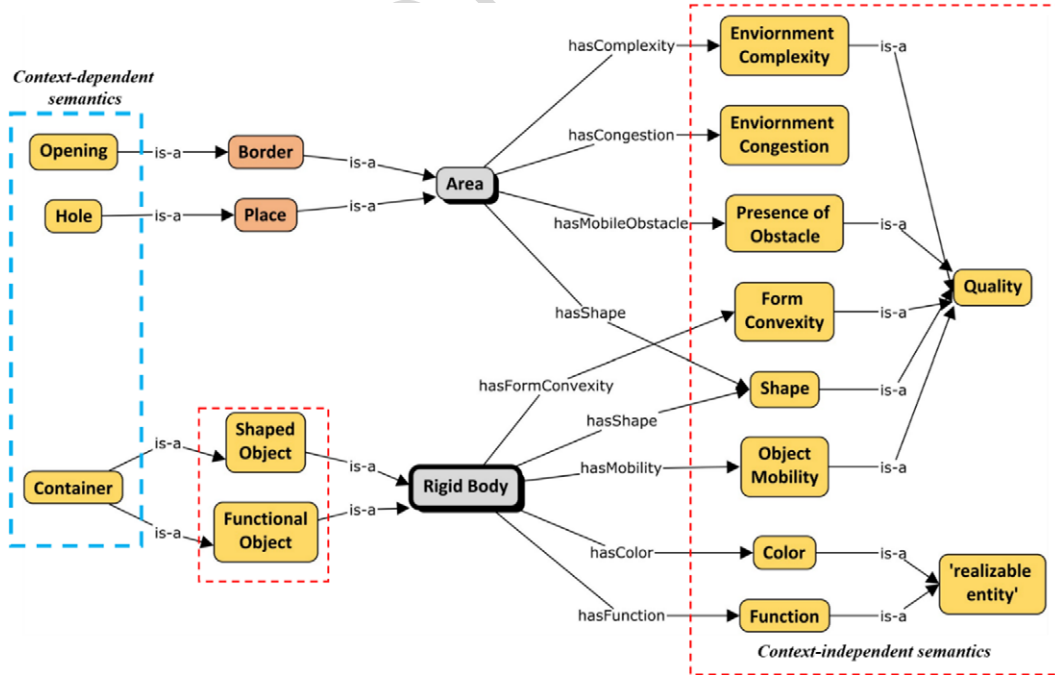 Context-dependent
semantics
Opening
is-a
Border
is-a
Hole
is-a
Place
is-a
Area
hasComplexity
Enviornment
Complexity
is-a
hasCongestion
Enviornment
Congestion
hasMobileObstacle
Presence of
Obstacle
is-a
Quality
hasShape
Form
Convexity
is-a
hasFormConvexity
Shape
is-a
hasShape
Container
is-a
Shaped
Object
is-a
is-a
Functional
Object
is-a
Rigid Body
hasMobility
Object
Mobility
is-a
hasColor
Color
is-a
'realizable
entity'
hasFunction
Function
is-a
Context-independent semantics